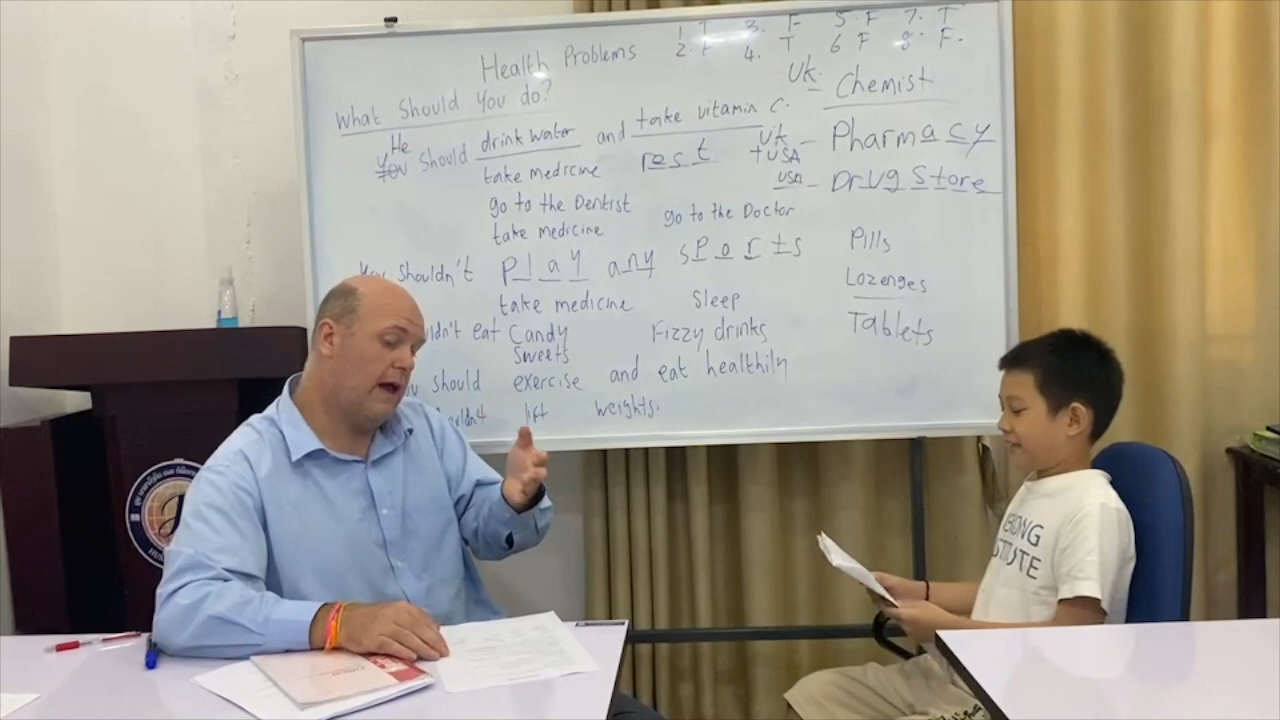 1 T 3. F 5. F 7. T
2. F 4. T 6 F 8. F.
Health Problems
UK. Chemist
What Should You do?
He
You Should drink water and take vitamin C.
take medicine rest
UK + USA - Pharmacy
USA - Drug Store
go to the Dentist go to the Doctor
take medicine
You Shouldn't play any sports
Pills
take medicine Sleep
Lozenges
eat Candy Fizzy drinks
Tablets
Sweets
should exercise and eat healthily
lift weights.